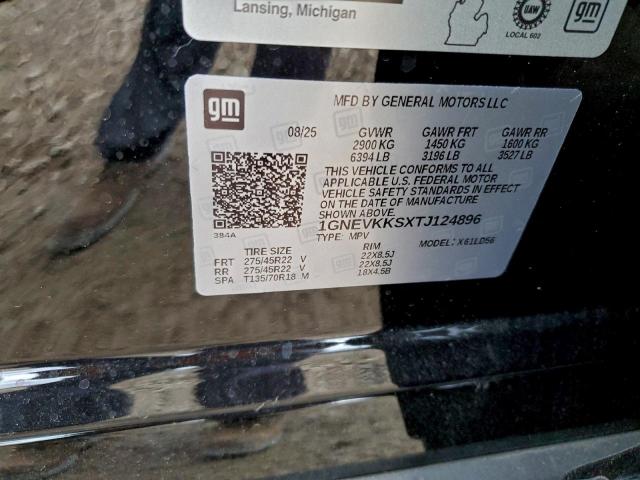 Lansing, Michigan
UAW
LOCAL 602
gm
gm
MFD BY GENERAL MOTORS LLC
08/25 GVWR GAWR FRT GAWR RR
2900 KG 1450 KG 1600 KG
6394 LB 3196 LB 3527 LB
THIS VEHICLE CONFORMS TO ALL
APPLICABLE U.S. FEDERAL MOTOR
VEHICLE SAFETY STANDARDS IN EFFECT
ON THE DATE OF MANUFACTURE
SHOWN ABOVE.
1GNEVKKSXTJ124896
384A
TYPE: MPV MODEL: X61LD56
TIRE SIZE RIM
FRT 275/45R22 V 22X8.5J
RR 275/45R22 V 22X8.5J
SPA T135/70R18 M 18X4.5B